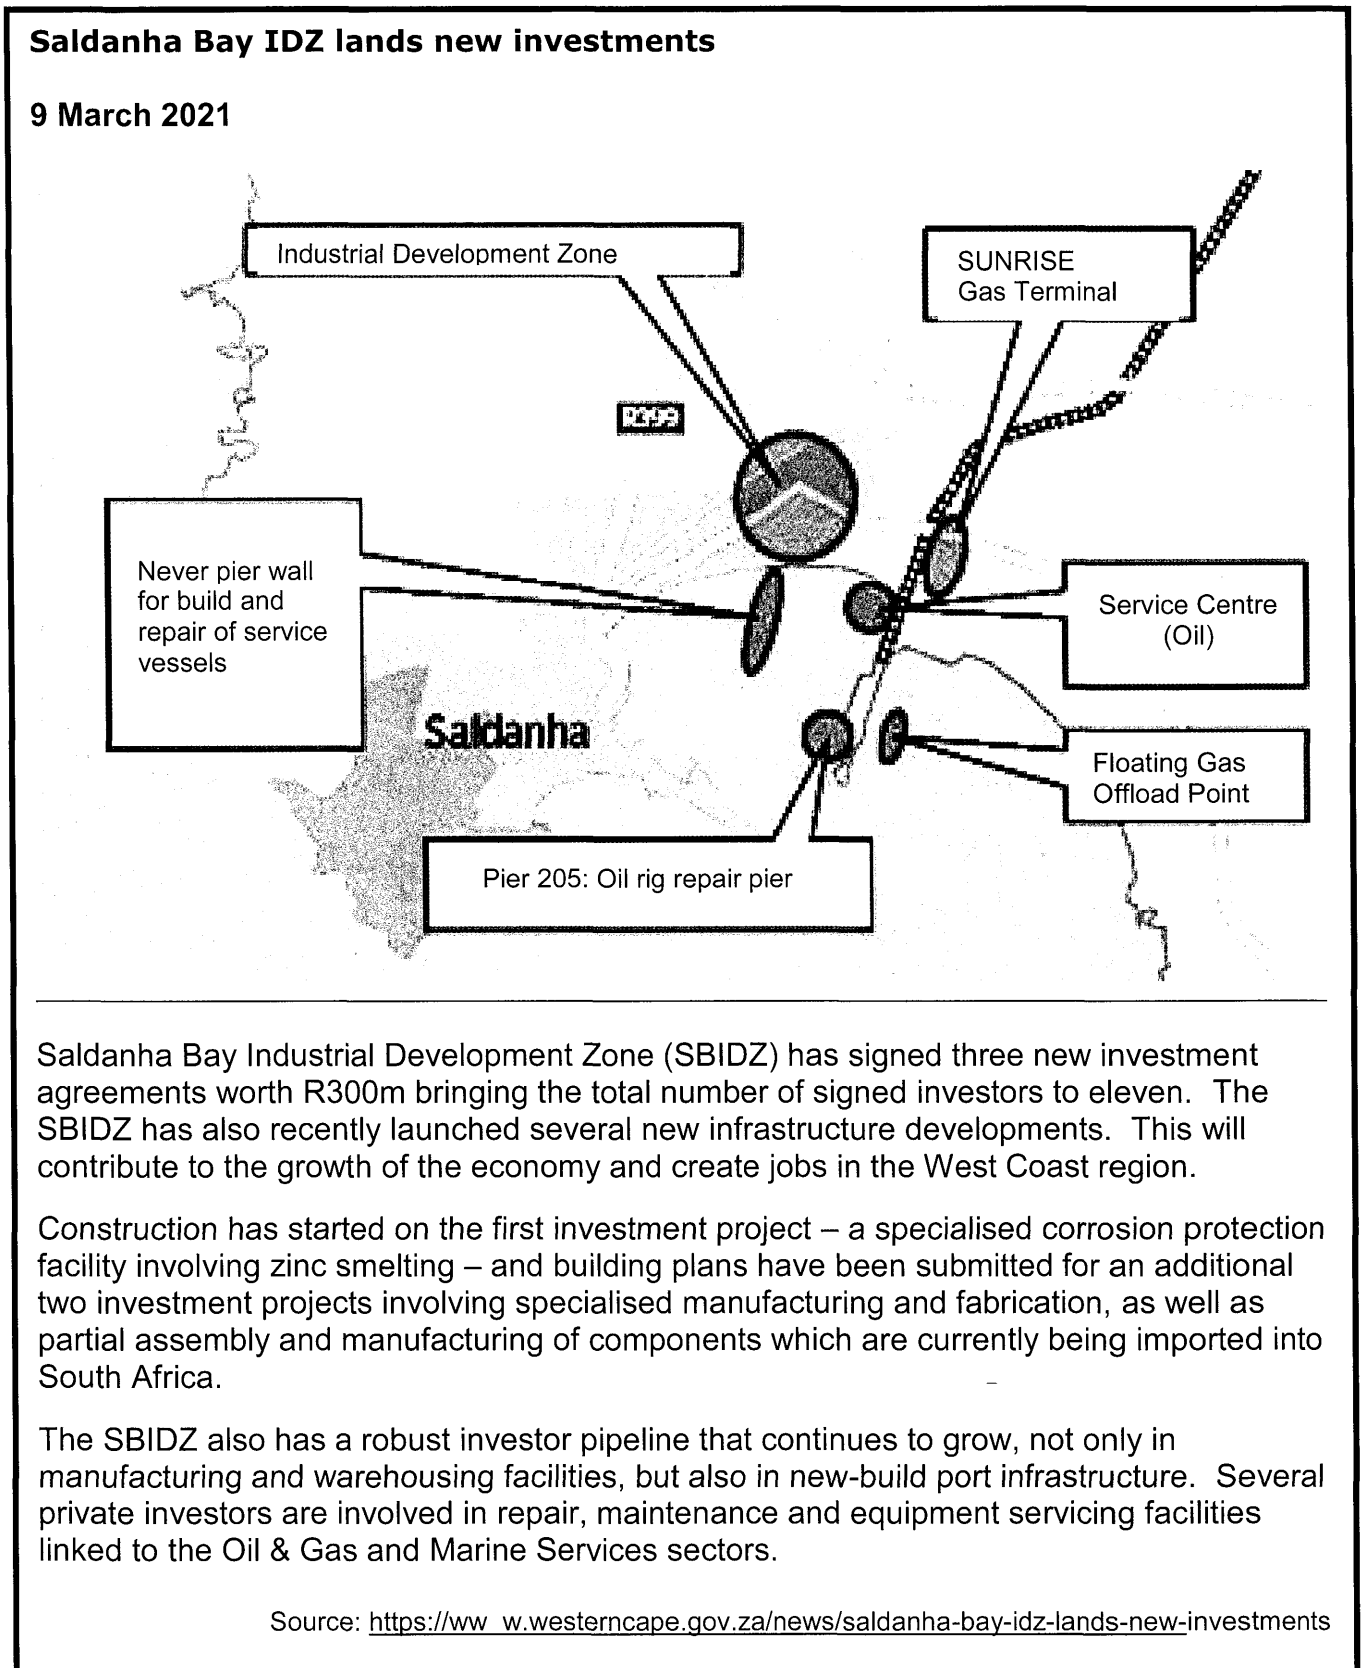 Saldanha Bay IDZ lands new investments
9 March 2021
Industrial Development Zone
SUNRISE
Gas Terminal
Never pier wall
for build and
repair of service
vessels
Service Centre
(Oil)
Saldanha
Floating Gas
Offload Point
Pier 205: Oil rig repair pier
Saldanha Bay Industrial Development Zone (SBIDZ) has signed three new investment
agreements worth R300m bringing the total number of signed investors to eleven. The
SBIDZ has also recently launched several new infrastructure developments. This will
contribute to the growth of the economy and create jobs in the West Coast region.
Construction has started on the first investment project – a specialised corrosion protection
facility involving zinc smelting – and building plans have been submitted for an additional
two investment projects involving specialised manufacturing and fabrication, as well as
partial assembly and manufacturing of components which are currently being imported into
South Africa.
The SBIDZ also has a robust investor pipeline that continues to grow, not only in
manufacturing and warehousing facilities, but also in new-build port infrastructure. Several
private investors are involved in repair, maintenance and equipment servicing facilities
linked to the Oil & Gas and Marine Services sectors.
Source: https://ww w.westerncape.gov.za/news/saldanha-bay-idz-lands-new-investments